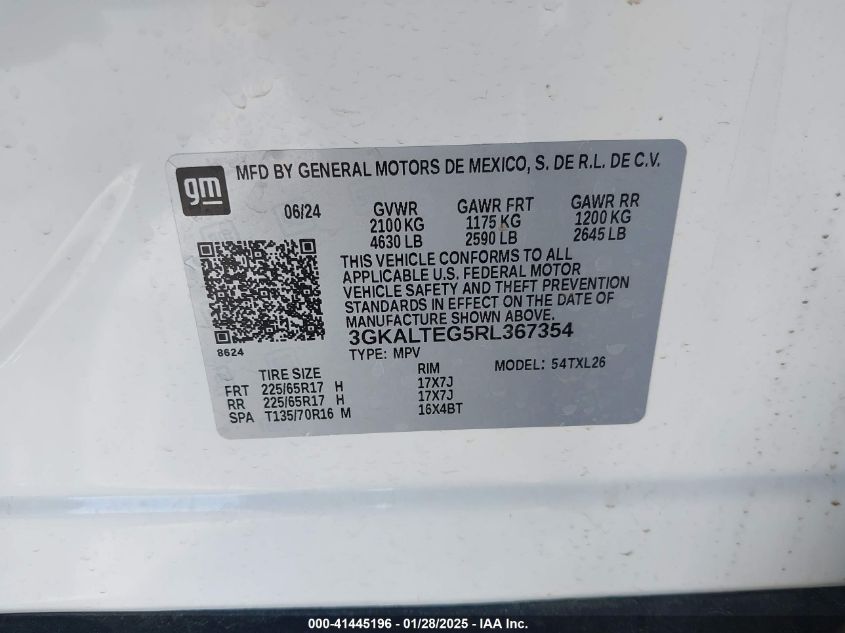 gm
MFD BY GENERAL MOTORS DE MEXICO, S. DE R.L. DE C.V.
06/24 GVWR GAWR FRT GAWR RR
2100 KG 1175 KG 1200 KG
4630 LB 2590 LB 2645 LB
THIS VEHICLE CONFORMS TO ALL
APPLICABLE U.S. FEDERAL MOTOR
VEHICLE SAFETY AND THEFT PREVENTION
STANDARDS IN EFFECT ON THE DATE OF
MANUFACTURE SHOWN ABOVE.
3GKALTEG5RL367354
8624
TYPE: MPV MODEL: 54TXL26
TIRE SIZE RIM
FRT 225/65R17 H 17X7J
RR 225/65R17 H 17X7J
SPA T135/70R16 M 16X4BT
000-41445196 - 01/28/2025 - IAAI.com